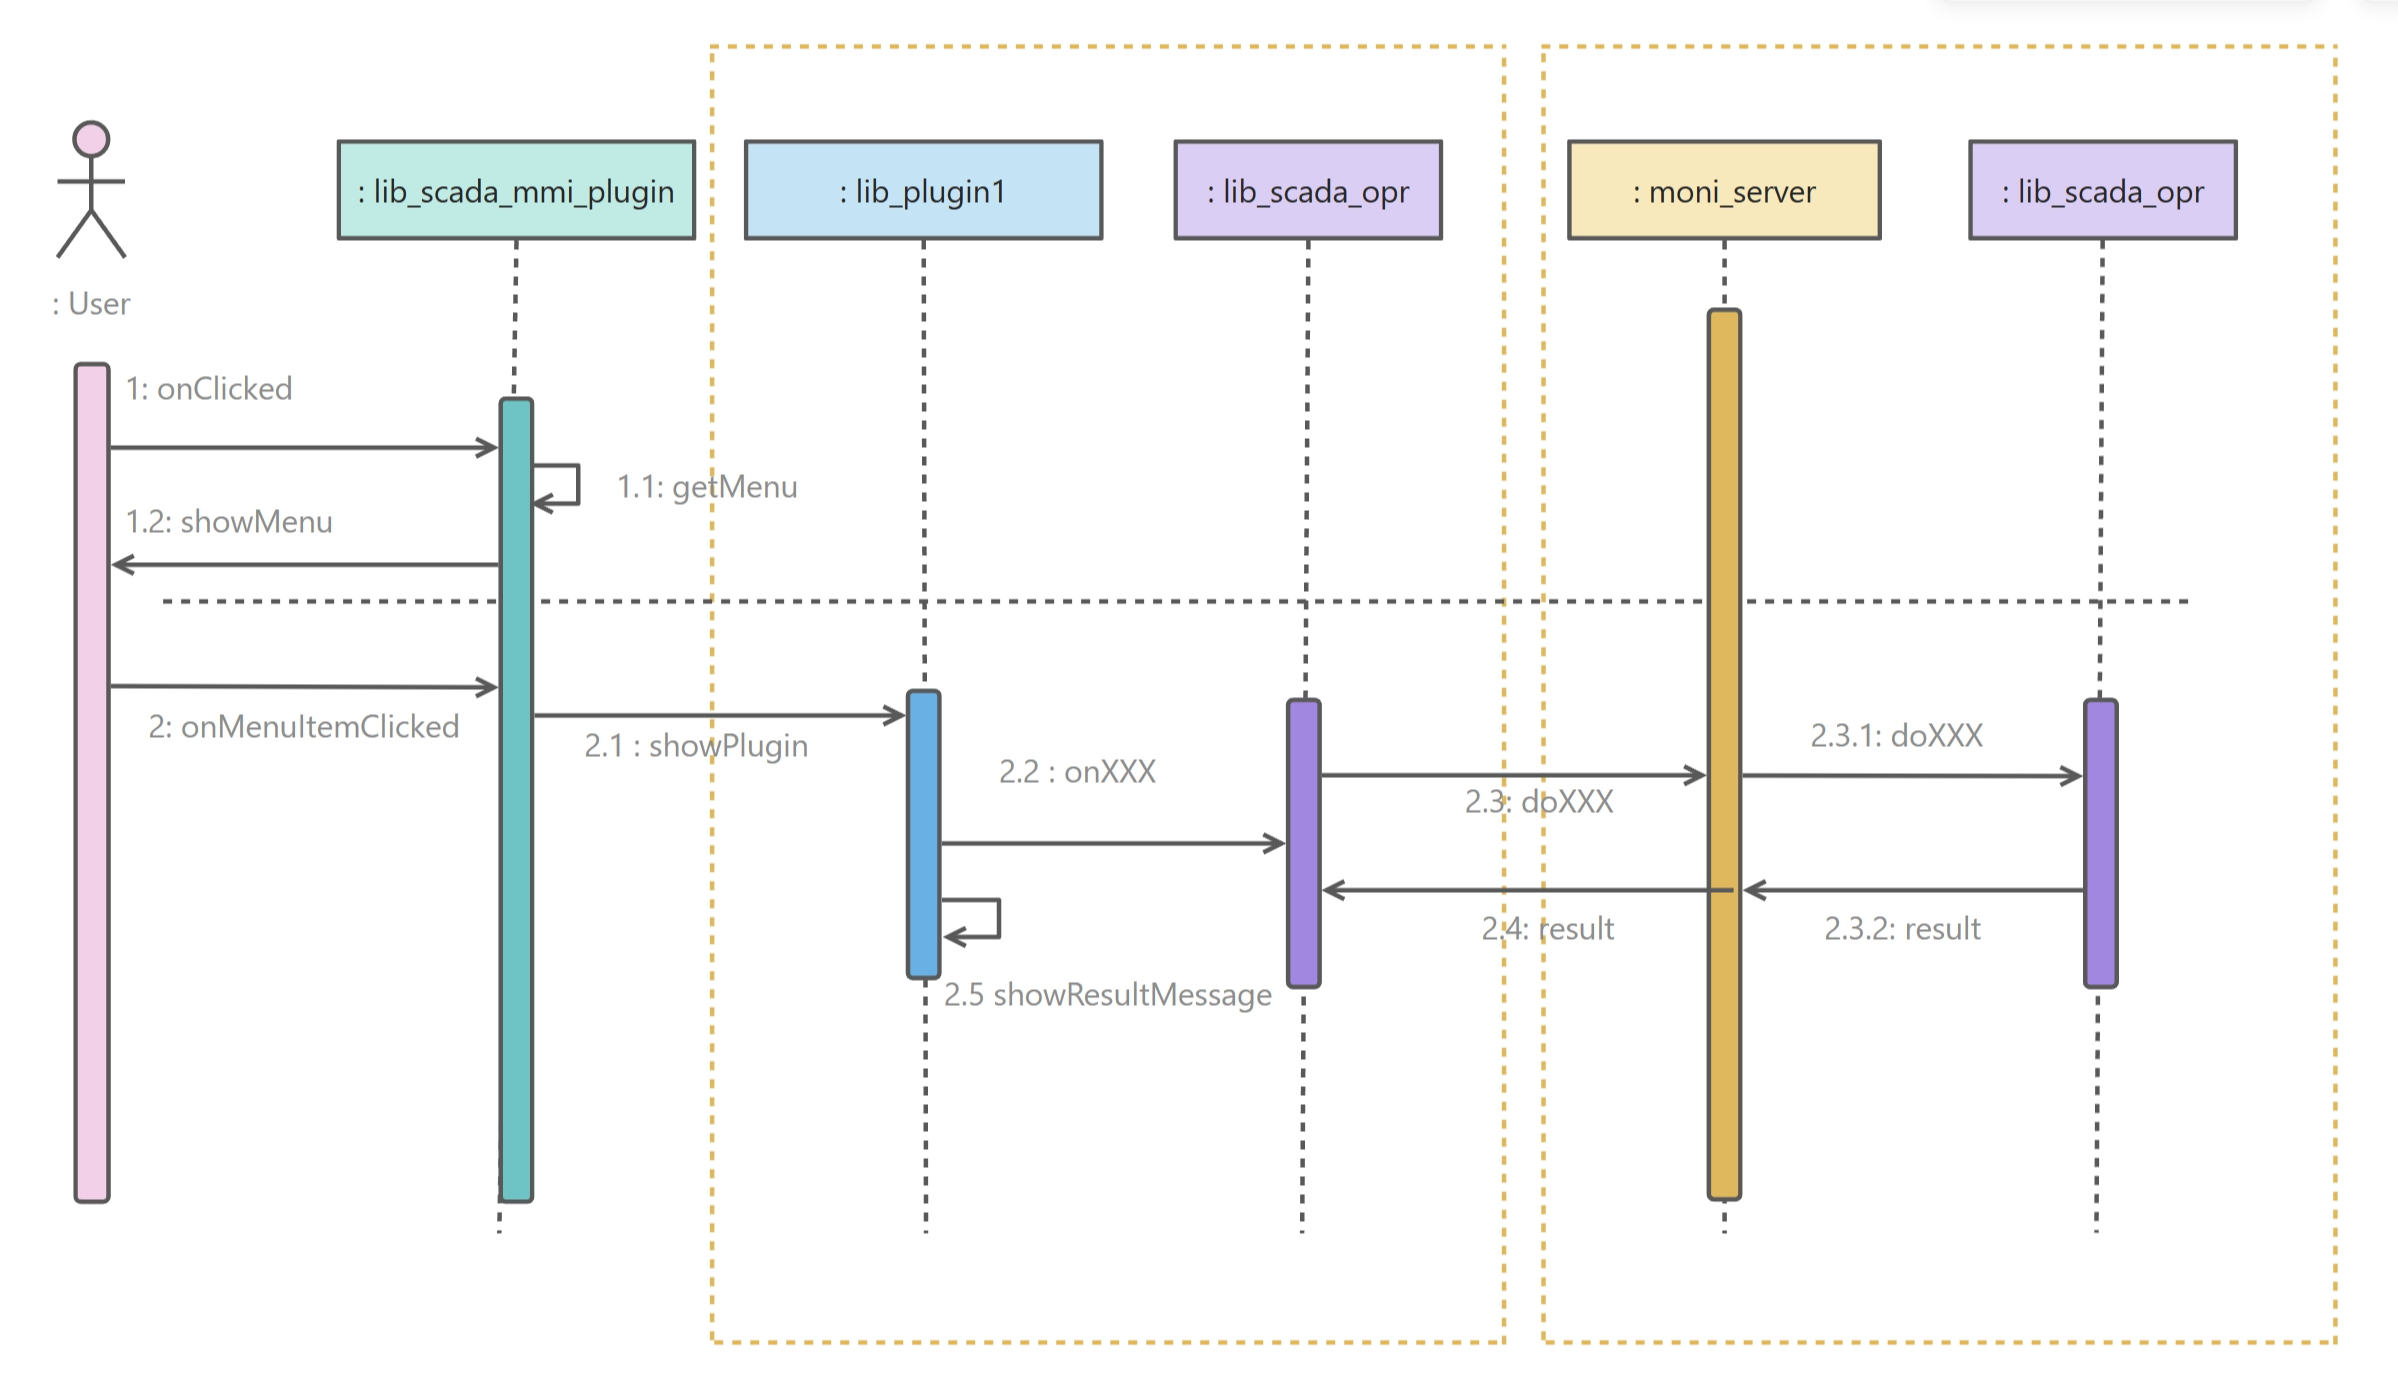 : User
: lib_scada_mmi_plugin
: lib_plugin1
: lib_scada_opr
: moni_server
: lib_scada_opr
1: onClicked
1.1: getMenu
1.2: showMenu
2: onMenuItemClicked
2.1 : showPlugin
2.2 : onXXX
2.3: doXXX
2.3.1: doXXX
2.4: result
2.3.2: result
2.5 showResultMessage